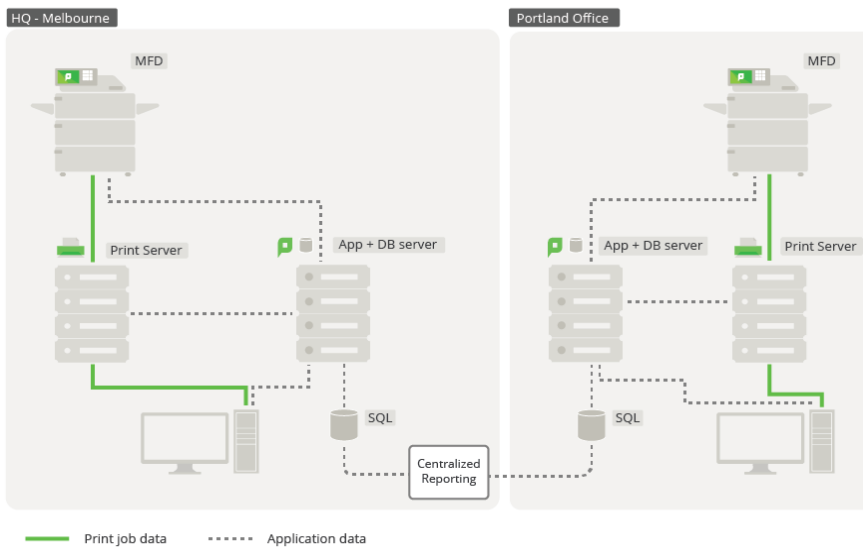 HQ - Melbourne
Portland Office
MFD
MFD
Print Server
App + DB server
App + DB server
Print Server
SQL
SQL
Centralized
Reporting
Print job data
Application data